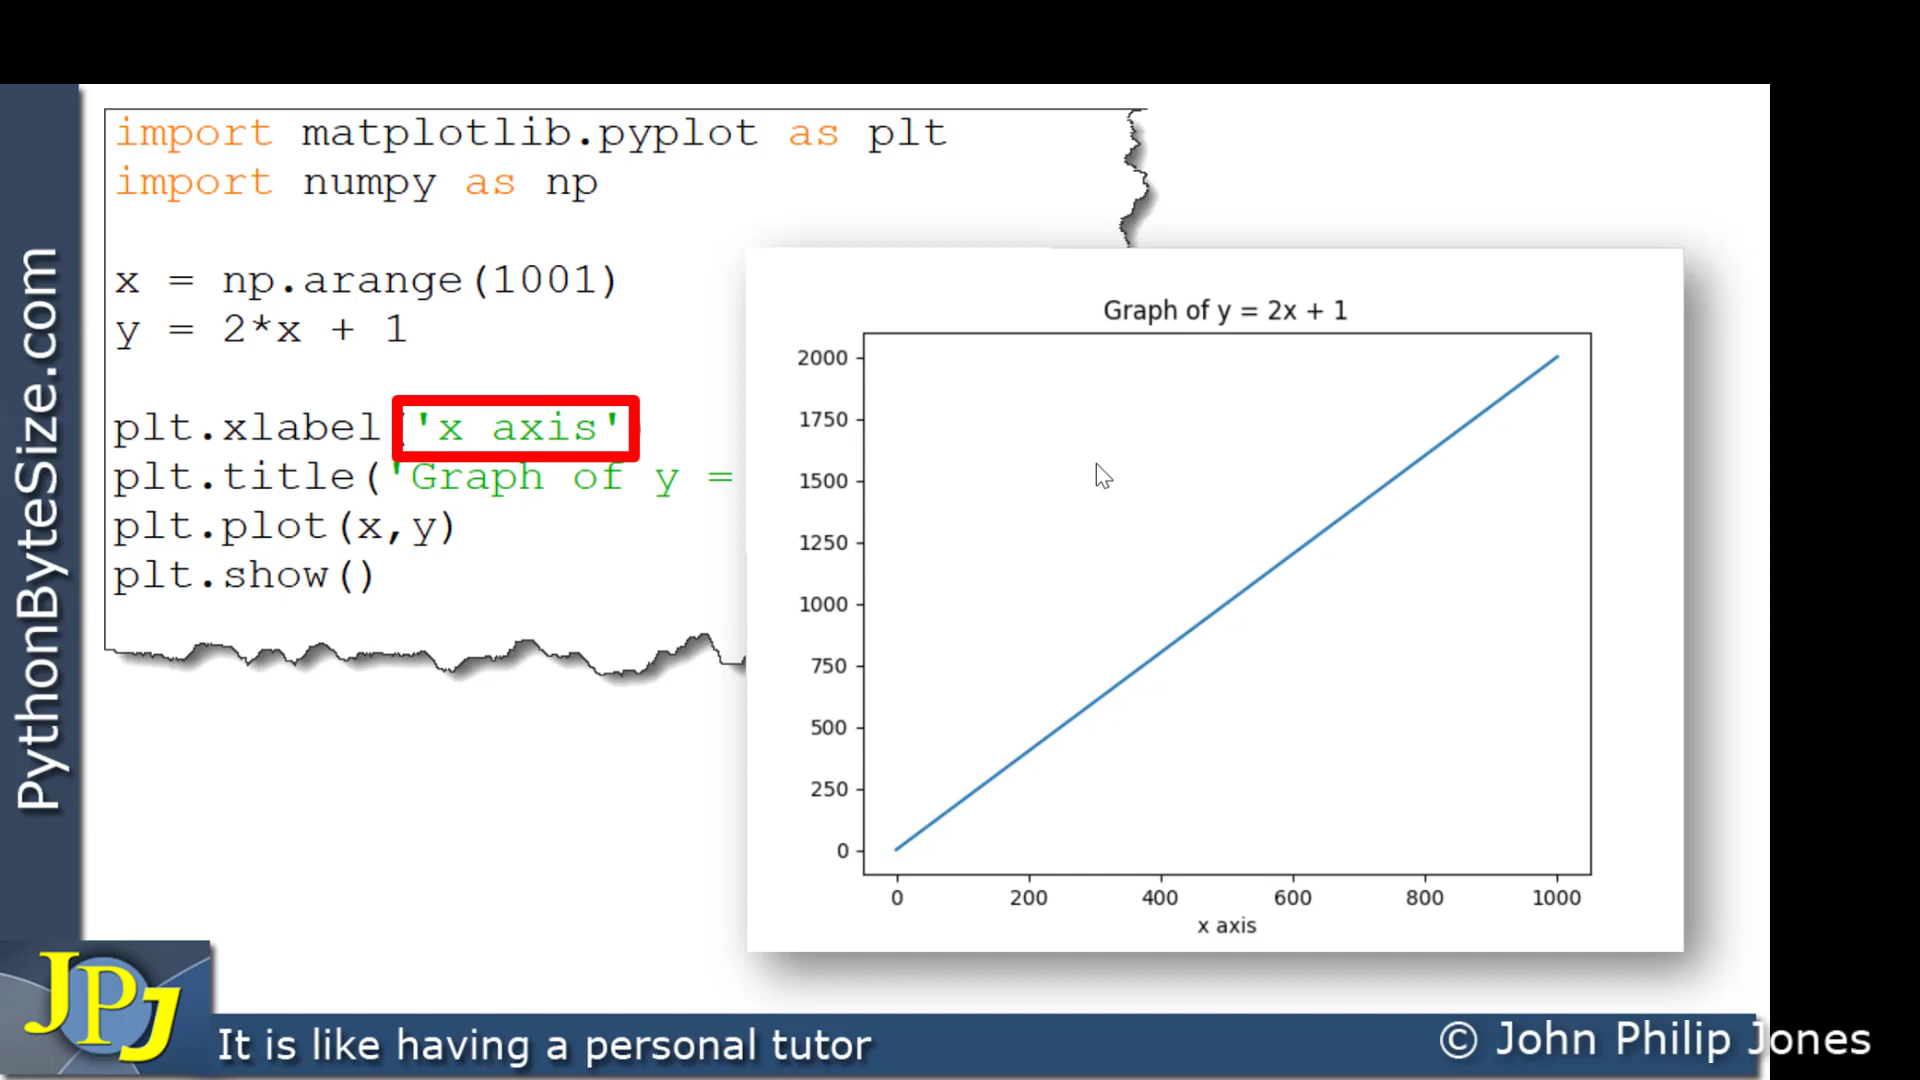 import matplotlib.pyplot as plt
import numpy as np
x = np.arange(1001)
y = 2*x + 1
plt.xlabel('x axis')
plt.title('Graph of y =
plt.plot(x,y)
plt.show()
Graph of y = 2x + 1
2000
1750
1500
1250
1000
750
500
250
0
0 200 400 600 800 1000
x axis
PythonByteSize.com
JPJ
It is like having a personal tutor
© John Philip Jones